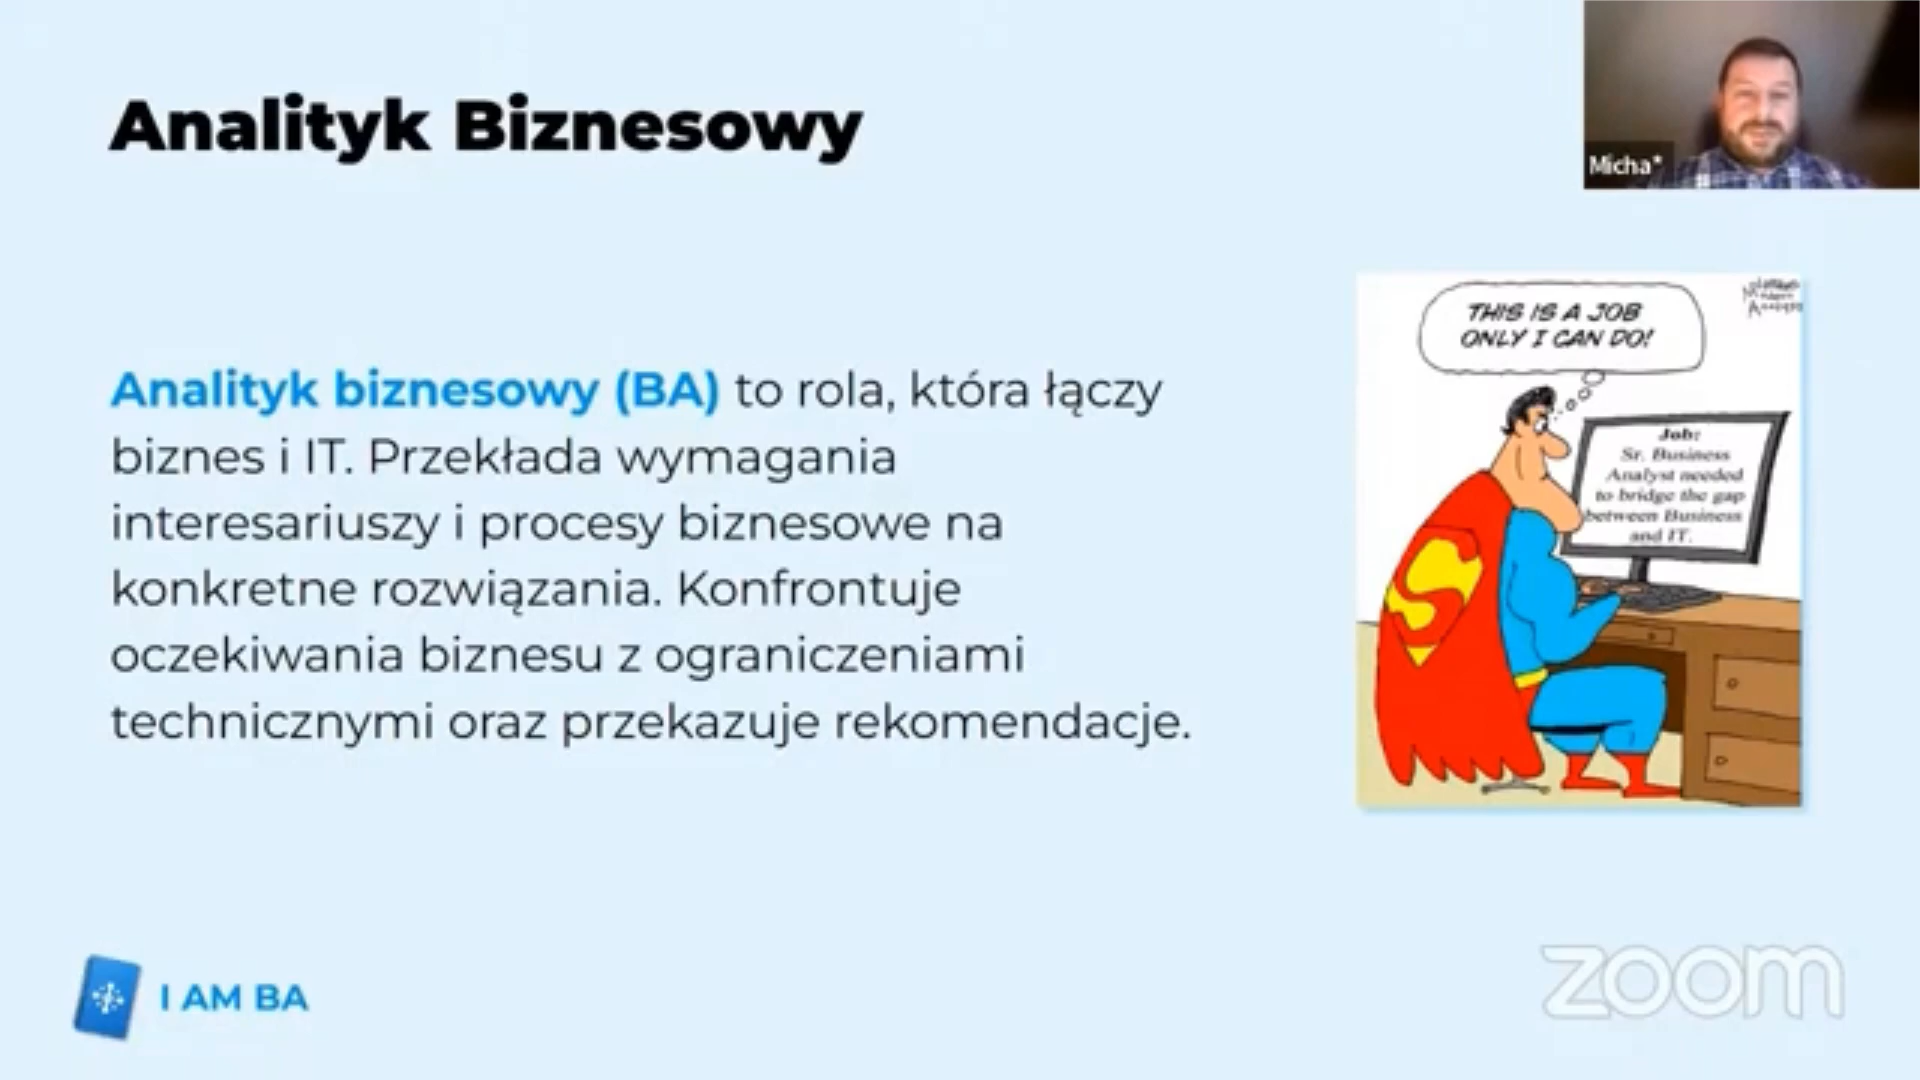 Analityk Biznesowy
Micha*
Analityk biznesowy (BA) to rola, która łączy
biznes i IT. Przekłada wymagania
interesariuszy i procesy biznesowe na
konkretne rozwiązania. Konfrontuje
oczekiwania biznesu z ograniczeniami
technicznymi oraz przekazuje rekomendacje.
THIS IS A JOB
ONLY I CAN DO!
Job:
Sr. Business
Analyst needed
to bridge the gap
between Business
and IT.
S
I AM BA
zoom